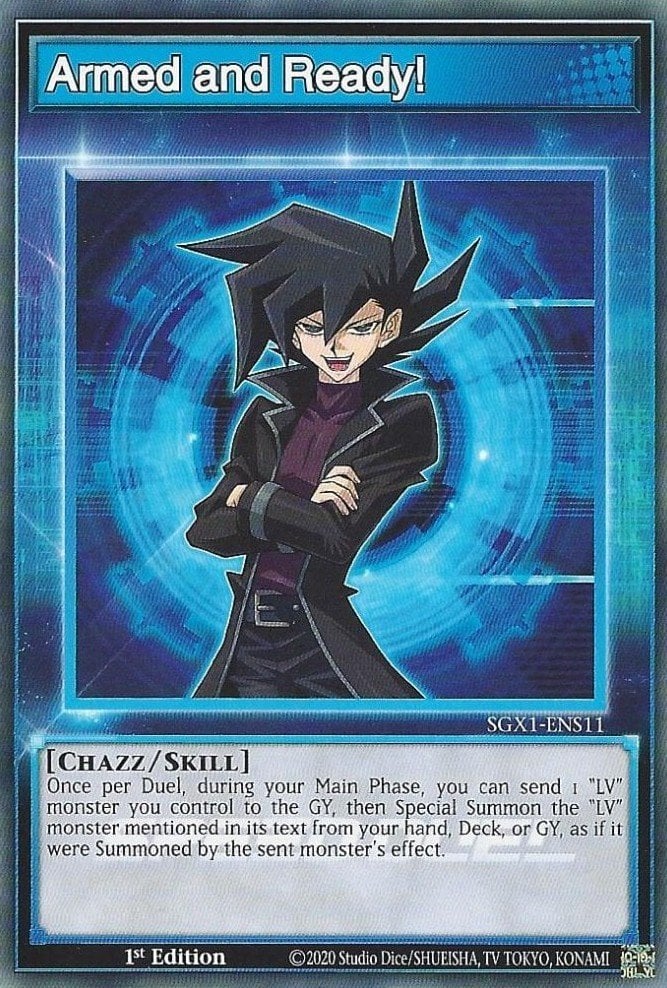 Armed and Ready!
SGX1-ENS11
[CHAZZ/SKILL]
Once per Duel, during your Main Phase, you can send 1 "LV"
monster you control to the GY, then Special Summon the "LV"
monster mentioned in its text from your hand, Deck, or GY, as if it
were Summoned by the sent monster's effect.
1st Edition
©2020 Studio Dice/SHUEISHA, TV TOKYO, KONAMI